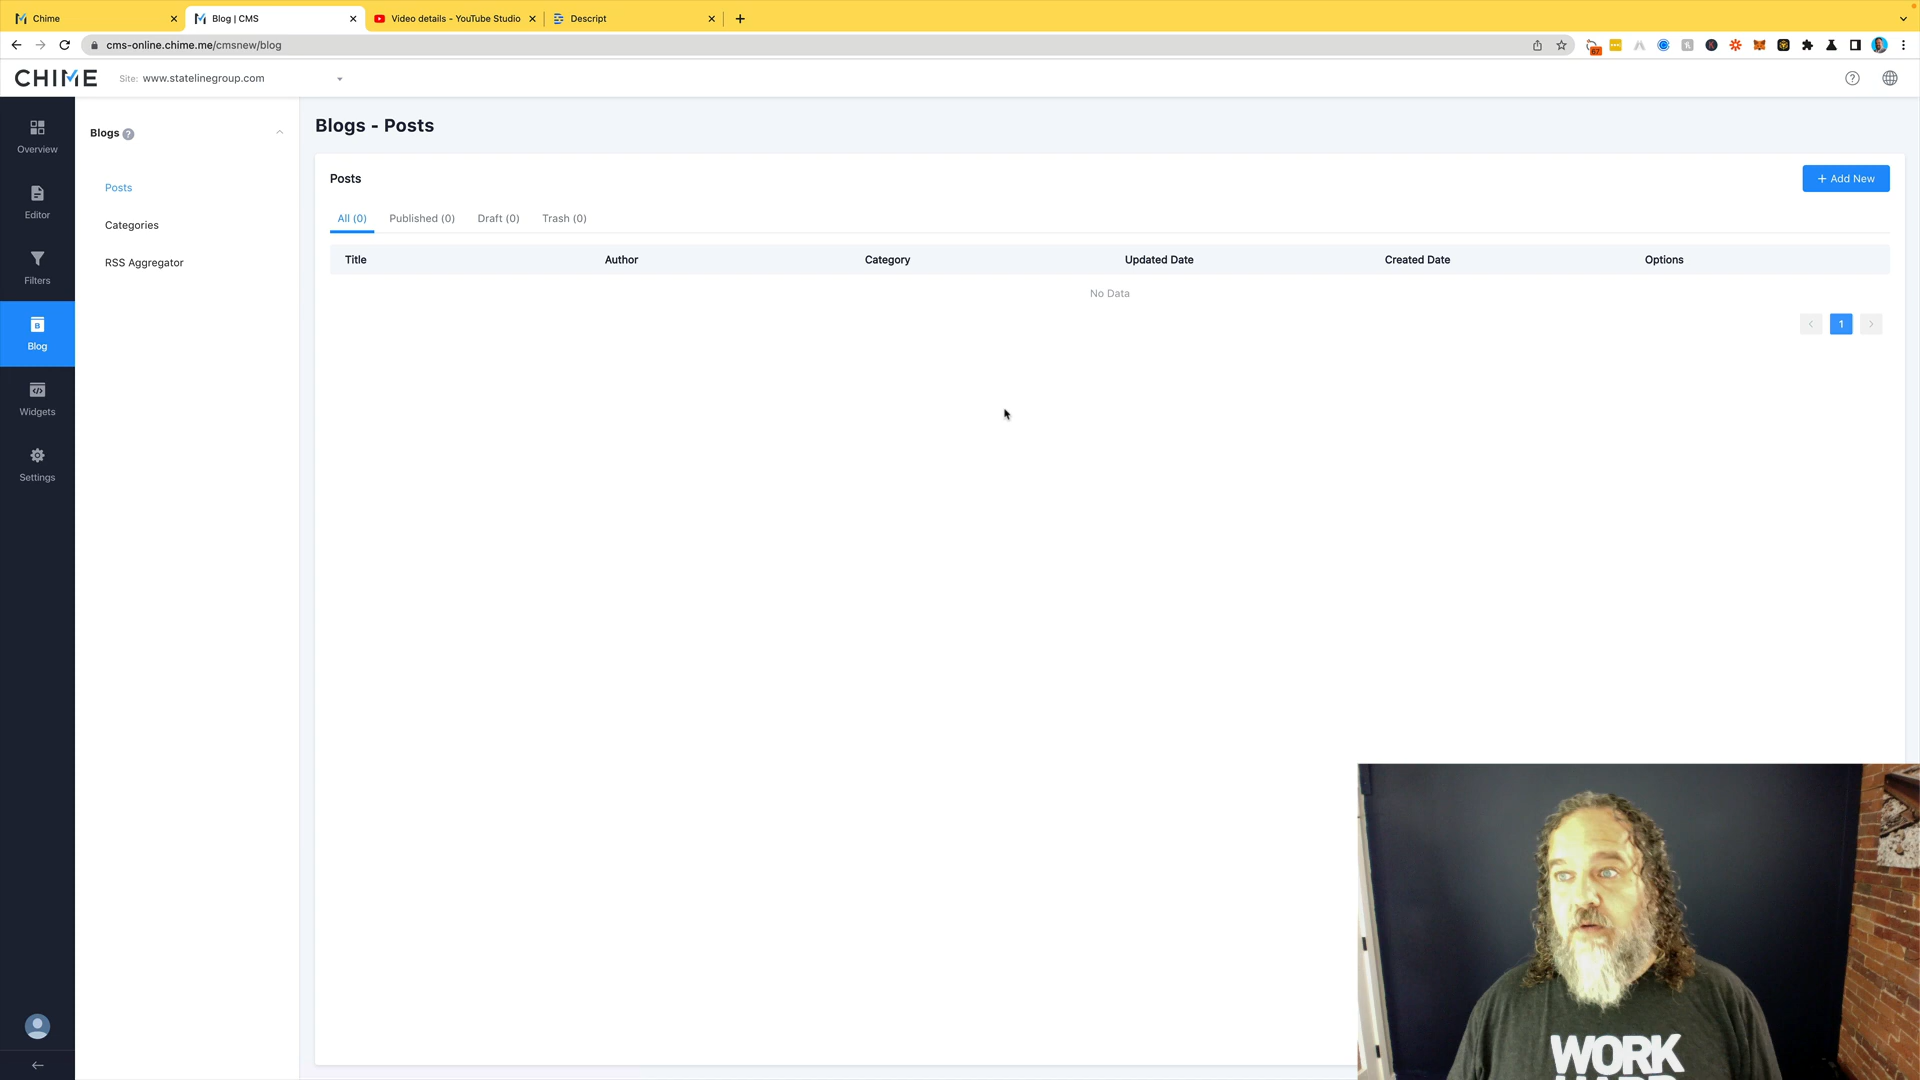 Chime
Blog | CMS
Video details - YouTube Studio
Descript
cms-online.chime.me/cmsnew/blog
67
CHIME
Site: www.statelinegroup.com
Overview
Editor
Filters
Blog
Widgets
Settings
Blogs
Posts
Categories
RSS Aggregator
Blogs - Posts
Posts
+ Add New
All (0)
Published (0)
Draft (0)
Trash (0)
Title
Author
Category
Updated Date
Created Date
Options
No Data
1
WORK
HARD